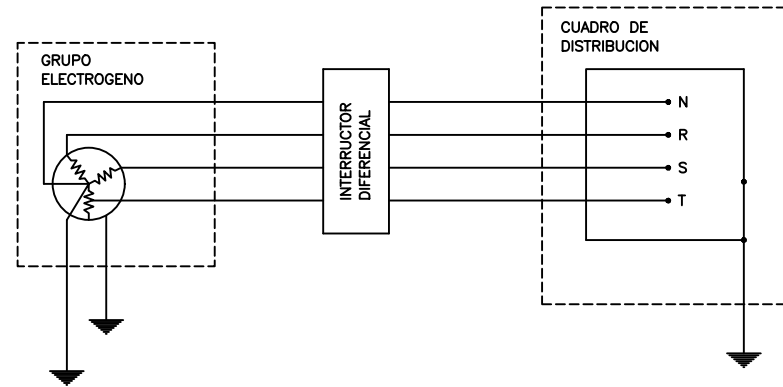 GRUPO
ELECTROGENO
INTERRUCTOR
DIFERENCIAL
CUADRO DE
DISTRIBUCION
N
R
S
T